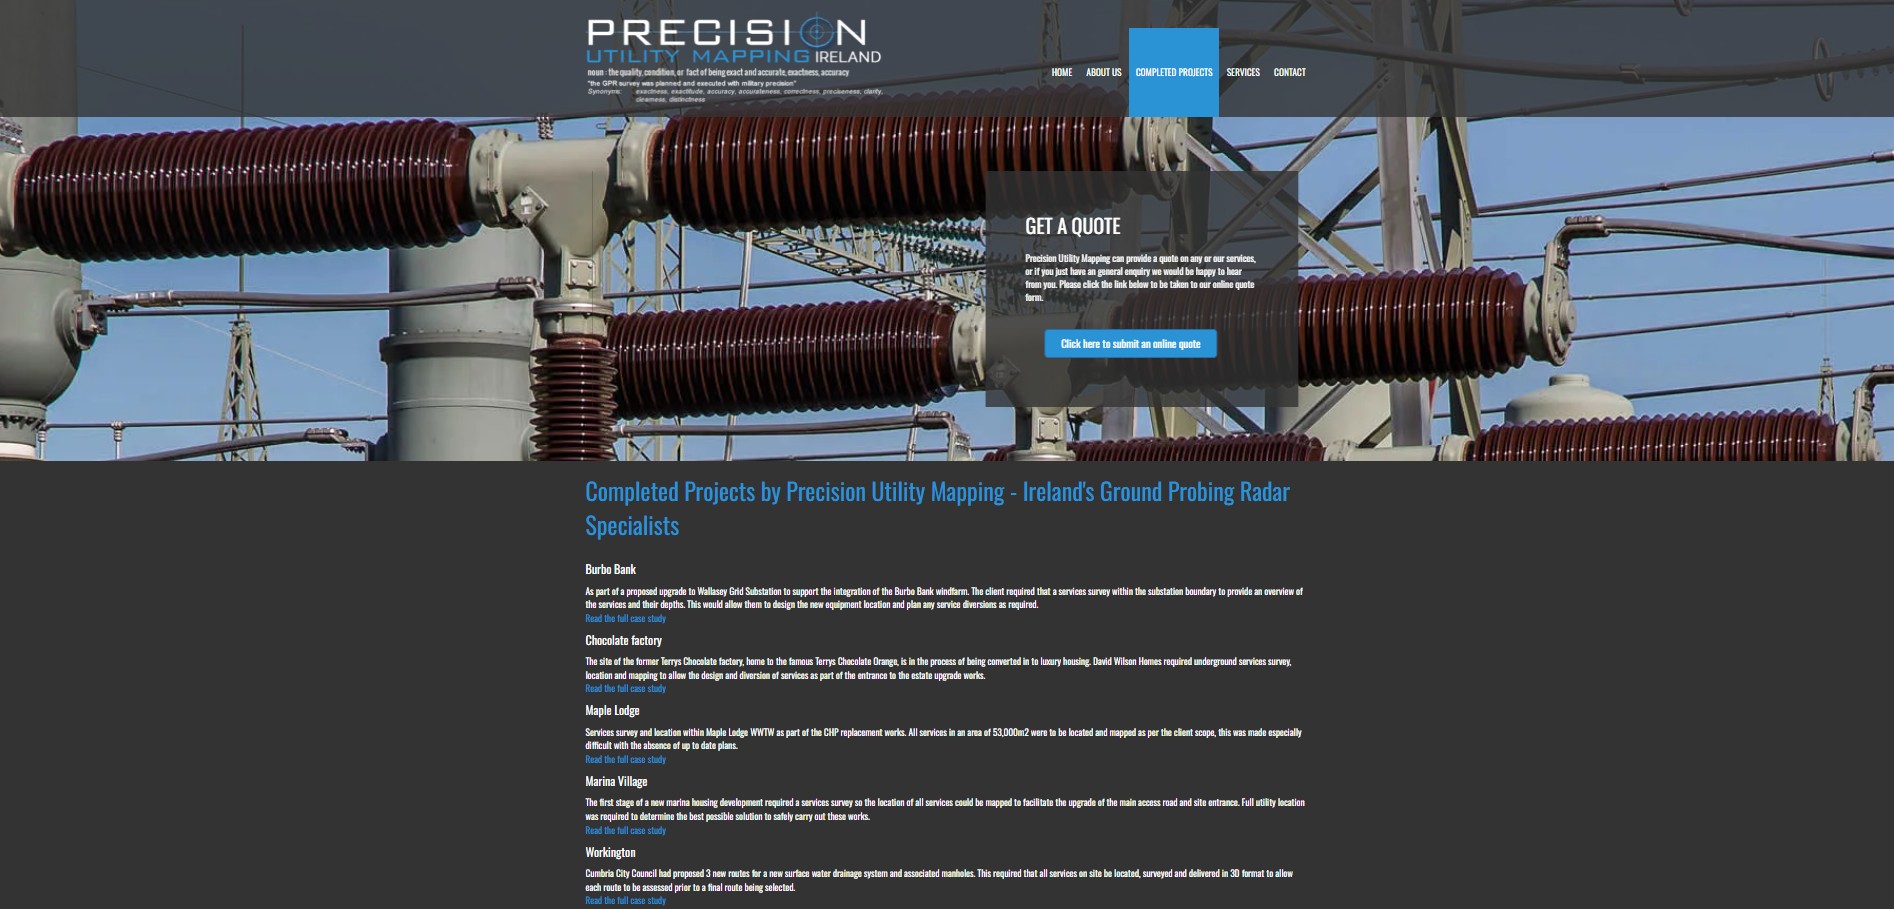 PRECISION
UTILITY MAPPING IRELAND
noun : the quality, condition, or fact of being exact and accurate, exactness, accuracy
"the GPR survey was planned and executed with military precision"
Synonyms: exactness, exactitude, accuracy, accurateness, correctness, preciseness, clarity,
clearness, distinctness
HOME ABOUT US COMPLETED PROJECTS SERVICES CONTACT
GET A QUOTE
Precision Utility Mapping can provide a quote on any or our services,
or if you just have an general enquiry we would be happy to hear
from you. Please click the link below to be taken to our online quote
form.
Click here to submit an online quote
Completed Projects by Precision Utility Mapping - Ireland's Ground Probing Radar
Specialists
Burbo Bank
As part of a proposed upgrade to Wallasey Grid Substation to support the integration of the Burbo Bank windfarm. The client required that a services survey within the substation boundary to provide an overview of
the services and their depths. This would allow them to design the new equipment location and plan any service diversions as required.
Read the full case study
Chocolate factory
The site of the former Terrys Chocolate factory, home to the famous Terrys Chocolate Orange, is in the process of being converted in to luxury housing. David Wilson Homes required underground services survey,
location and mapping to allow the design and diversion of services as part of the entrance to the estate upgrade works.
Read the full case study
Maple Lodge
Services survey and location within Maple Lodge WWTW as part of the CHP replacement works. All services in an area of 53,000m2 were to be located and mapped as per the client scope, this was made especially
difficult with the absence of up to date plans.
Read the full case study
Marina Village
The first stage of a new marina housing development required a services survey so the location of all services could be mapped to facilitate the upgrade of the main access road and site entrance. Full utility location
was required to determine the best possible solution to safely carry out these works.
Read the full case study
Workington
Cumbria City Council had proposed 3 new routes for a new surface water drainage system and associated manholes. This required that all services on site be located, surveyed and delivered in 3D format to allow
each route to be assessed prior to a final route being selected.
Read the full case study